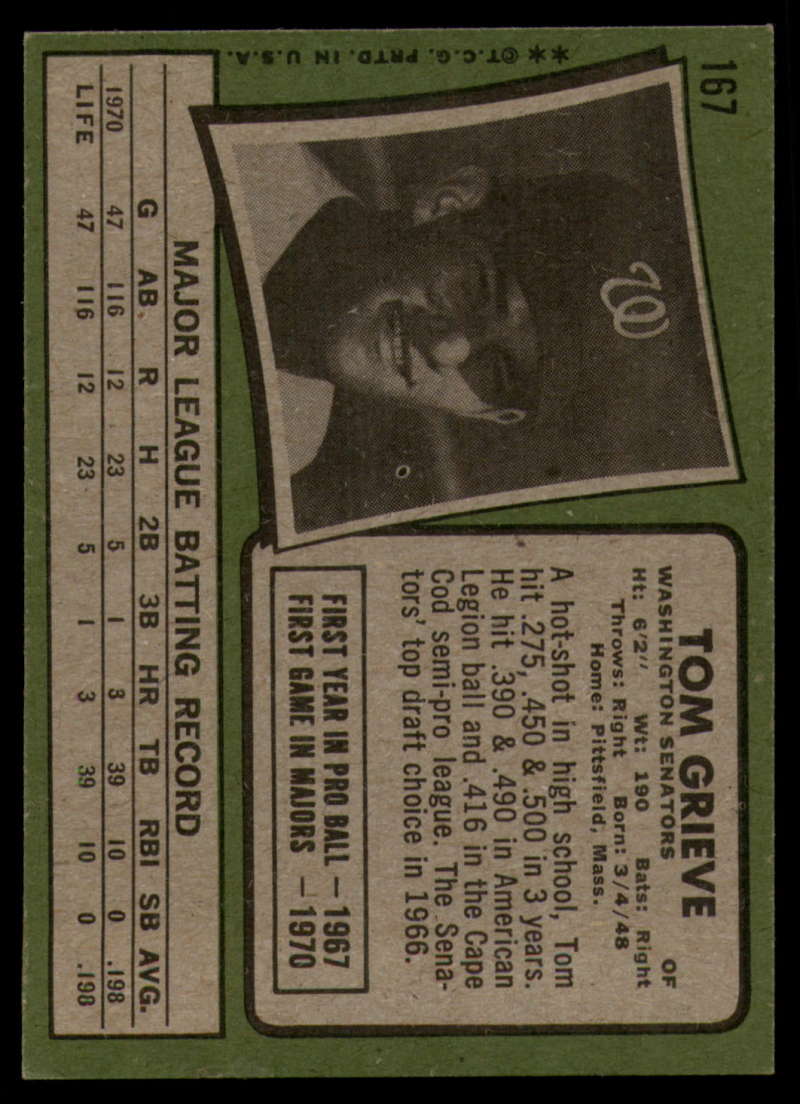 167
W
TOM GRIEVE
OF
WASHINGTON SENATORS
Ht: 6'2" Wt: 190 Bats: Right
Throws: Right Born: 3/4/48
Home: Pittsfield, Mass.
A hot-shot in high school, Tom
hit .275, .450 & .500 in 3 years.
He hit .390 & .490 in American
Legion ball and .416 in the Cape
Cod semi-pro league. The Sena-
tors' top draft choice in 1966.
FIRST YEAR IN PRO BALL — 1967
FIRST GAME IN MAJORS — 1970
MAJOR LEAGUE BATTING RECORD
G AB R H 2B 3B HR TB RBI SB AVG.
1970 47 116 12 23 5 1 3 39 10 0 .198
LIFE 47 116 12 23 5 1 3 39 10 0 .198
**©T.C.G. PRTD. IN U.S.A.